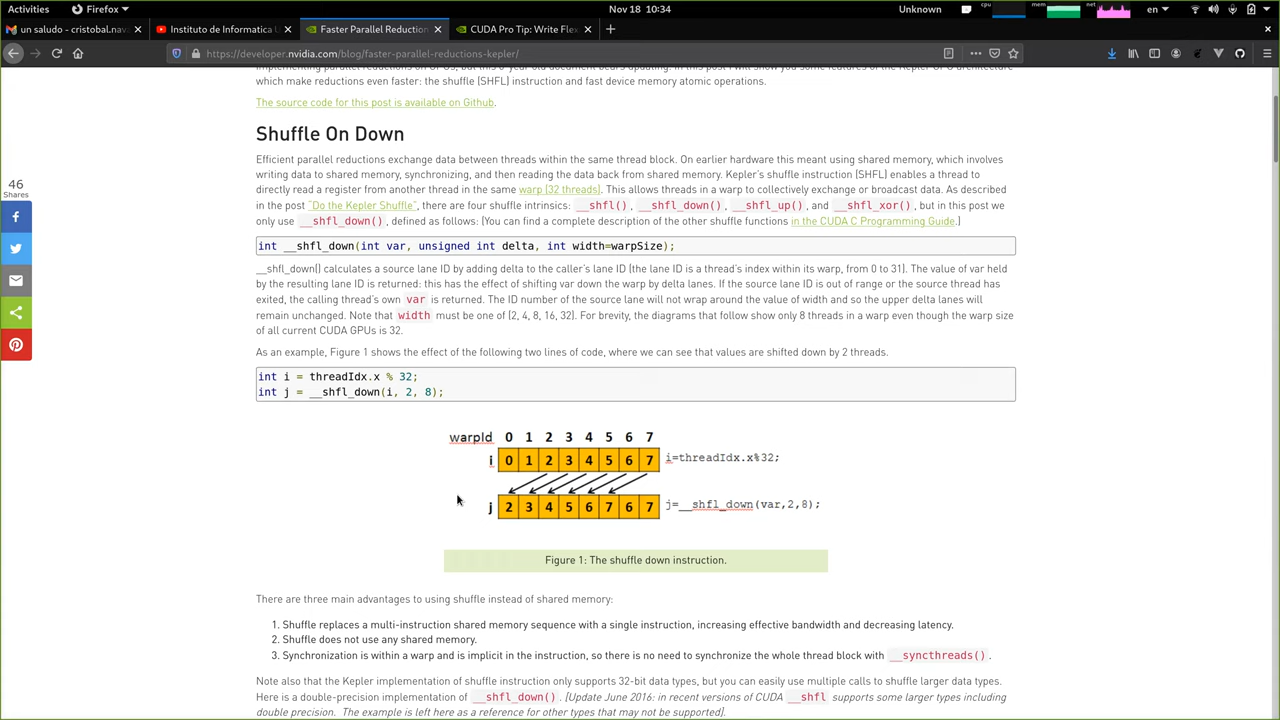 Activities Firefox Nov 18 10:34 Unknown cpu mem net en
un saludo - cristobal.nav Instituto de Informatica U Faster Parallel Reduction CUDA Pro Tip: Write Flex
https://developer.nvidia.com/blog/faster-parallel-reductions-kepler/
which make reductions even faster: the shuffle (SHFL) instruction and fast device memory atomic operations.
The source code for this post is available on Github.
Shuffle On Down
Efficient parallel reductions exchange data between threads within the same thread block. On earlier hardware this meant using shared memory, which involves
writing data to shared memory, synchronizing, and then reading the data back from shared memory. Kepler's shuffle instruction (SHFL) enables a thread to
directly read a register from another thread in the same warp (32 threads). This allows threads in a warp to collectively exchange or broadcast data. As described
in the post "Do the Kepler Shuffle", there are four shuffle intrinsics: __shfl(), __shfl_down(), __shfl_up(), and __shfl_xor(), but in this post we
only use __shfl_down(), defined as follows: (You can find a complete description of the other shuffle functions in the CUDA C Programming Guide.)
int __shfl_down(int var, unsigned int delta, int width=warpSize);
__shfl_down() calculates a source lane ID by adding delta to the caller's lane ID (the lane ID is a thread's index within its warp, from 0 to 31). The value of var held
by the resulting lane ID is returned: this has the effect of shifting var down the warp by delta lanes. If the source lane ID is out of range or the source thread has
exited, the calling thread's own var is returned. The ID number of the source lane will not wrap around the value of width and so the upper delta lanes will
remain unchanged. Note that width must be one of (2, 4, 8, 16, 32). For brevity, the diagrams that follow show only 8 threads in a warp even though the warp size
of all current CUDA GPUs is 32.
As an example, Figure 1 shows the effect of the following two lines of code, where we can see that values are shifted down by 2 threads.
int i = threadIdx.x % 32;
int j = __shfl_down(i, 2, 8);
warpId 0 1 2 3 4 5 6 7
i 0 1 2 3 4 5 6 7 i=threadIdx.x%32;
j 2 3 4 5 6 7 6 7 j=__shfl_down(var,2,8);
Figure 1: The shuffle down instruction.
There are three main advantages to using shuffle instead of shared memory:
1. Shuffle replaces a multi-instruction shared memory sequence with a single instruction, increasing effective bandwidth and decreasing latency.
2. Shuffle does not use any shared memory.
3. Synchronization is within a warp and is implicit in the instruction, so there is no need to synchronize the whole thread block with __syncthreads().
Note also that the Kepler implementation of shuffle instruction only supports 32-bit data types, but you can easily use multiple calls to shuffle larger data types.
Here is a double-precision implementation of __shfl_down(). [Update June 2016: in recent versions of CUDA __shfl supports some larger types including
double precision. The example is left here as a reference for other types that may not be supported].
46
Shares